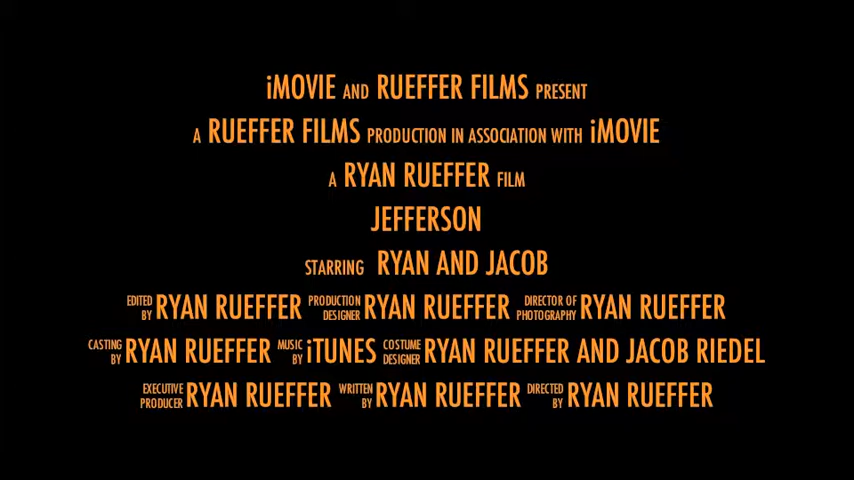 iMOVIE AND RUEFFER FILMS PRESENT
A RUEFFER FILMS PRODUCTION IN ASSOCIATION WITH iMOVIE
A RYAN RUEFFER FILM
JEFFERSON
STARRING RYAN AND JACOB
EDITED BY RYAN RUEFFER PRODUCTION DESIGNER RYAN RUEFFER DIRECTOR OF PHOTOGRAPHY RYAN RUEFFER
CASTING BY RYAN RUEFFER MUSIC BY iTUNES COSTUME DESIGNER RYAN RUEFFER AND JACOB RIEDEL
EXECUTIVE PRODUCER RYAN RUEFFER WRITTEN BY RYAN RUEFFER DIRECTED BY RYAN RUEFFER